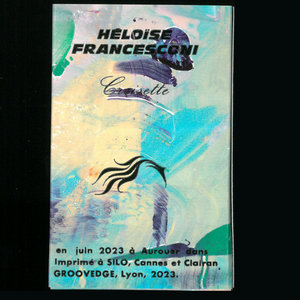 HÉLOÏSE
FRANCESCONI
Croisette
en juin 2023 à Aurouer dans
Imprimé à SILO, Cannes et Clairan
GROOVEDGE, Lyon, 2023.